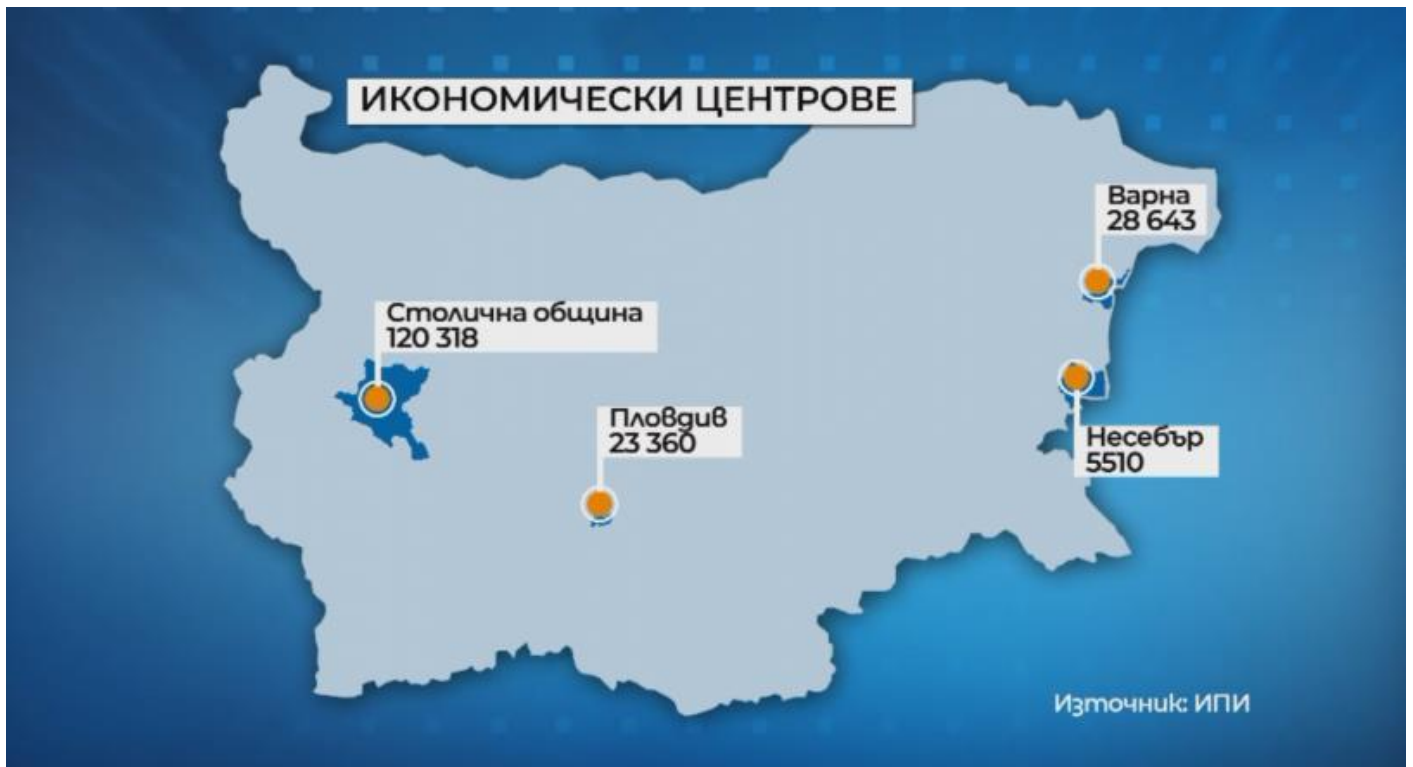 ИКОНОМИЧЕСКИ ЦЕНТРОВЕ
Варна
28 643
Столична община
120 318
Пловдив
23 360
Несебър
5510
Източник: ИПИ